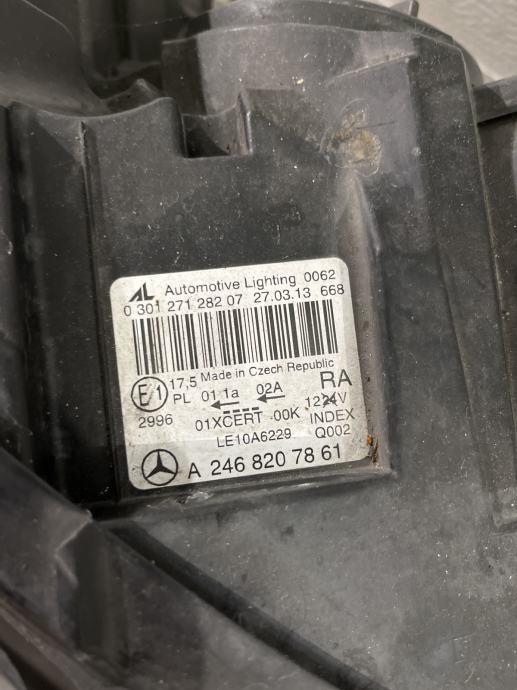 AL Automotive Lighting 0062
0 301 271 282 07 27.03.13 668
E1 17,5 Made in Czech Republic RA
PL 01 1a 02A 1224V
2996 01XCERT 00K INDEX
LE10A6229 Q002
A 246 820 78 61